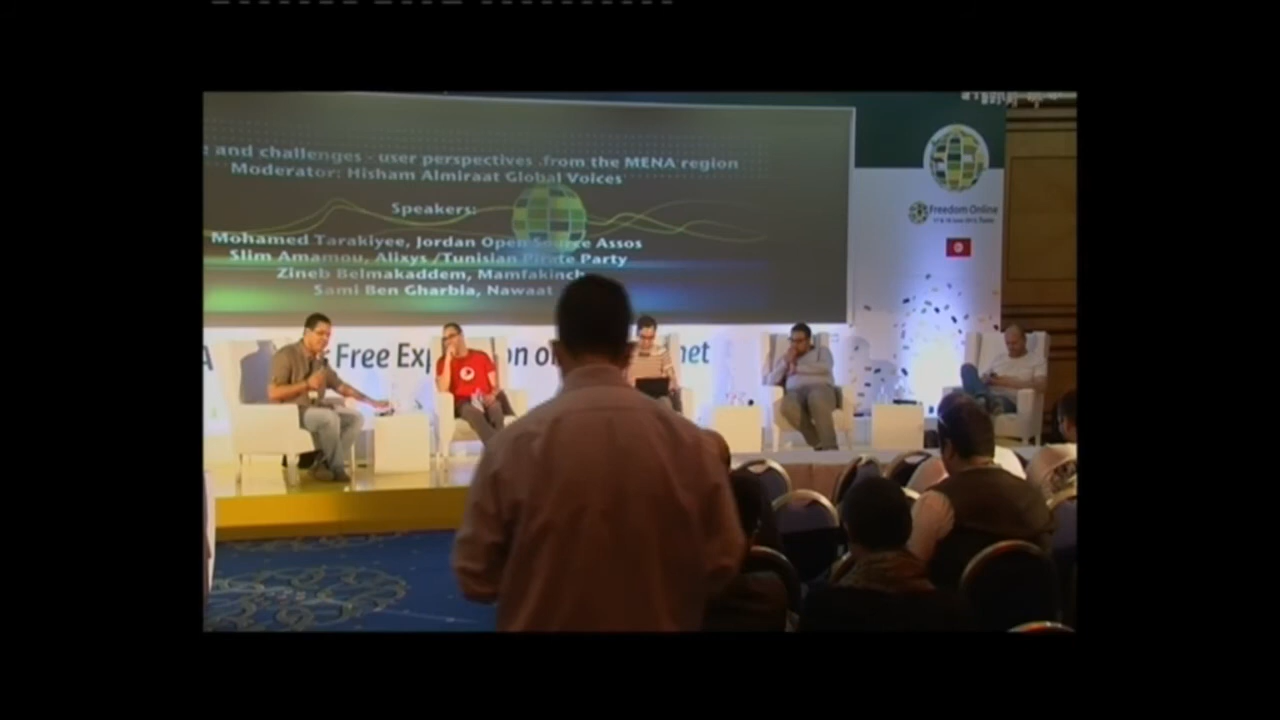 : and challenges - user perspectives .from the MENA region
Moderator: Hisham Almiraat Global Voices
Speakers:
Mohamed Tarakiyee, Jordan Open Source Assos
Slim Amamou, Alixys /Tunisian Pirate Party
Zineb Belmakaddem, Mamfakinch
Sami Ben Gharbia, Nawaat
Freedom Online
A Free Exp on o net